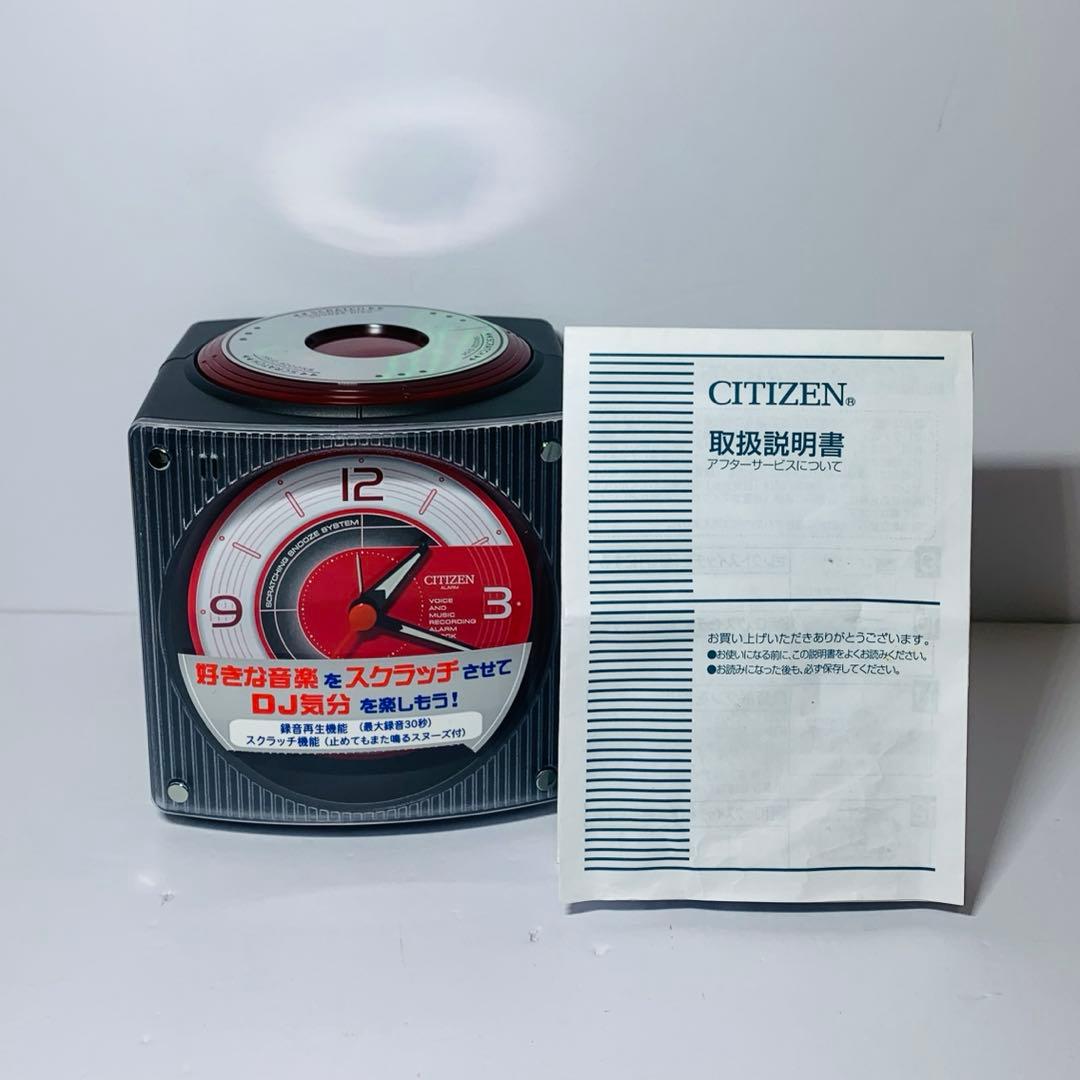 SCRATCH
SCRATCH
12
SCRATCHING SNOOZE SYSTEM
CITIZEN
ALARM
9
3
VOICE
AND
MUSIC
RECORDING
ALARM
好きな音楽をスクラッチさせて
DJ気分を楽しもう!
録音再生機能 (最大録音30秒)
スクラッチ機能(止めてもまた鳴るスヌーズ付)
CITIZEN®
取扱説明書
アフターサービスについて
お買い上げいただきありがとうございます。
●お使いになる前に、この説明書をよくお読みください。
●お読みになった後も、必ず保存してください。